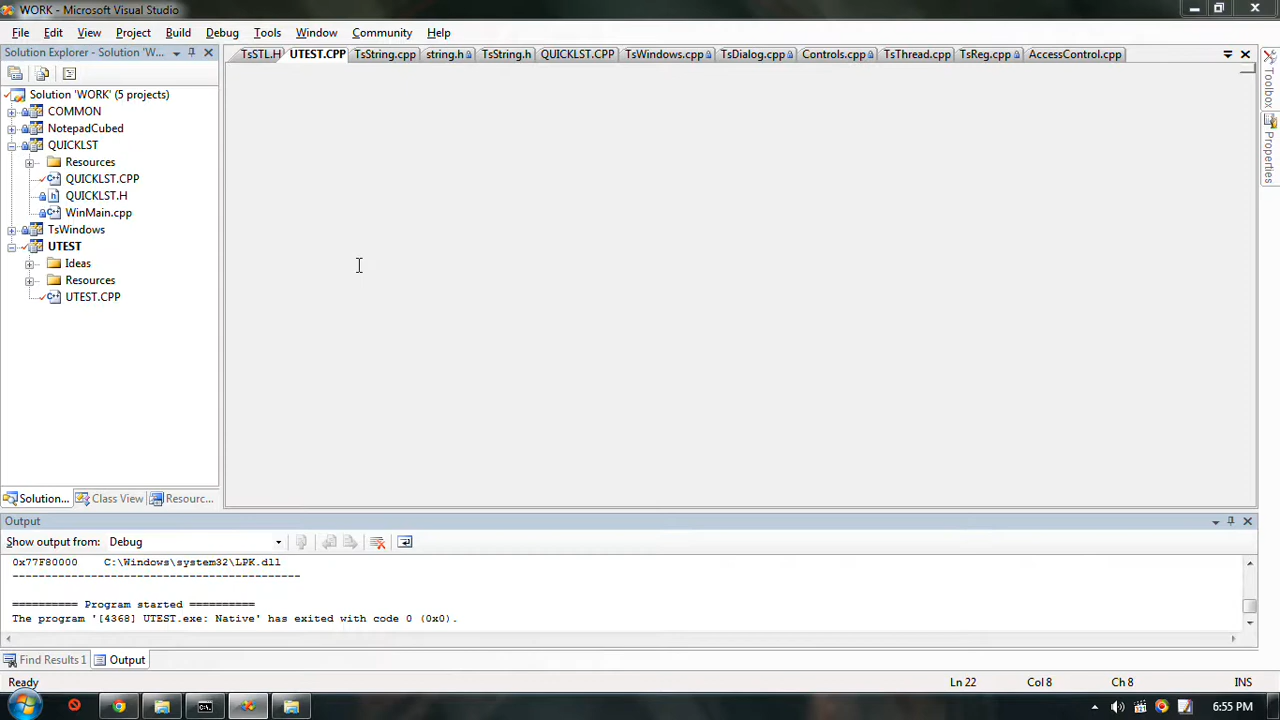 WORK - Microsoft Visual Studio
File Edit View Project Build Debug Tools Window Community Help
Solution Explorer - Solution 'W...
TsSTL.H UTEST.CPP TsString.cpp string.h TsString.h QUICKLST.CPP TsWindows.cpp TsDialog.cpp Controls.cpp TsThread.cpp TsReg.cpp AccessControl.cpp
Toolbox
Properties
Solution 'WORK' (5 projects)
COMMON
NotepadCubed
QUICKLST
Resources
QUICKLST.CPP
QUICKLST.H
WinMain.cpp
TsWindows
UTEST
Ideas
Resources
UTEST.CPP
Solution... Class View Resourc...
Output
Show output from: Debug
0x77F80000 C:\Windows\system32\LPK.dll
--------------------------------------------
========== Program started ==========
The program '[4368] UTEST.exe: Native' has exited with code 0 (0x0).
Find Results 1 Output
Ready Ln 22 Col 8 Ch 8 INS
6:55 PM